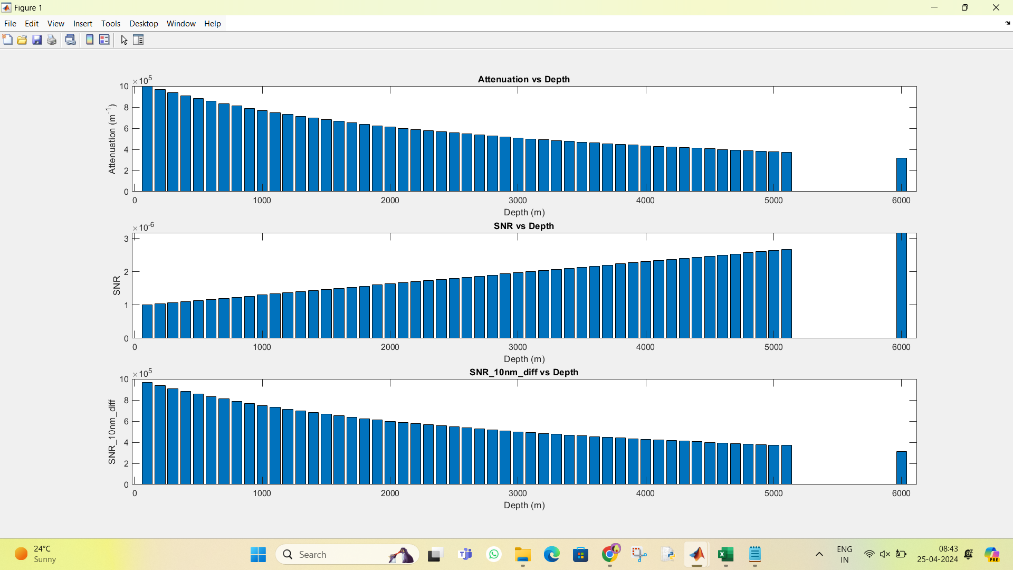 Figure 1
File Edit View Insert Tools Desktop Window Help
Attenuation vs Depth
×10^5
10
8
6
4
2
0
Attenuation (m^-1)
0 1000 2000 3000 4000 5000 6000
Depth (m)
SNR vs Depth
×10^-6
3
2
1
0
SNR
0 1000 2000 3000 4000 5000 6000
Depth (m)
SNR_10nm_diff vs Depth
×10^5
10
8
6
4
2
0
SNR_10nm_diff
0 1000 2000 3000 4000 5000 6000
Depth (m)
24°C
Sunny
Search
ENG
IN
08:43
25-04-2024